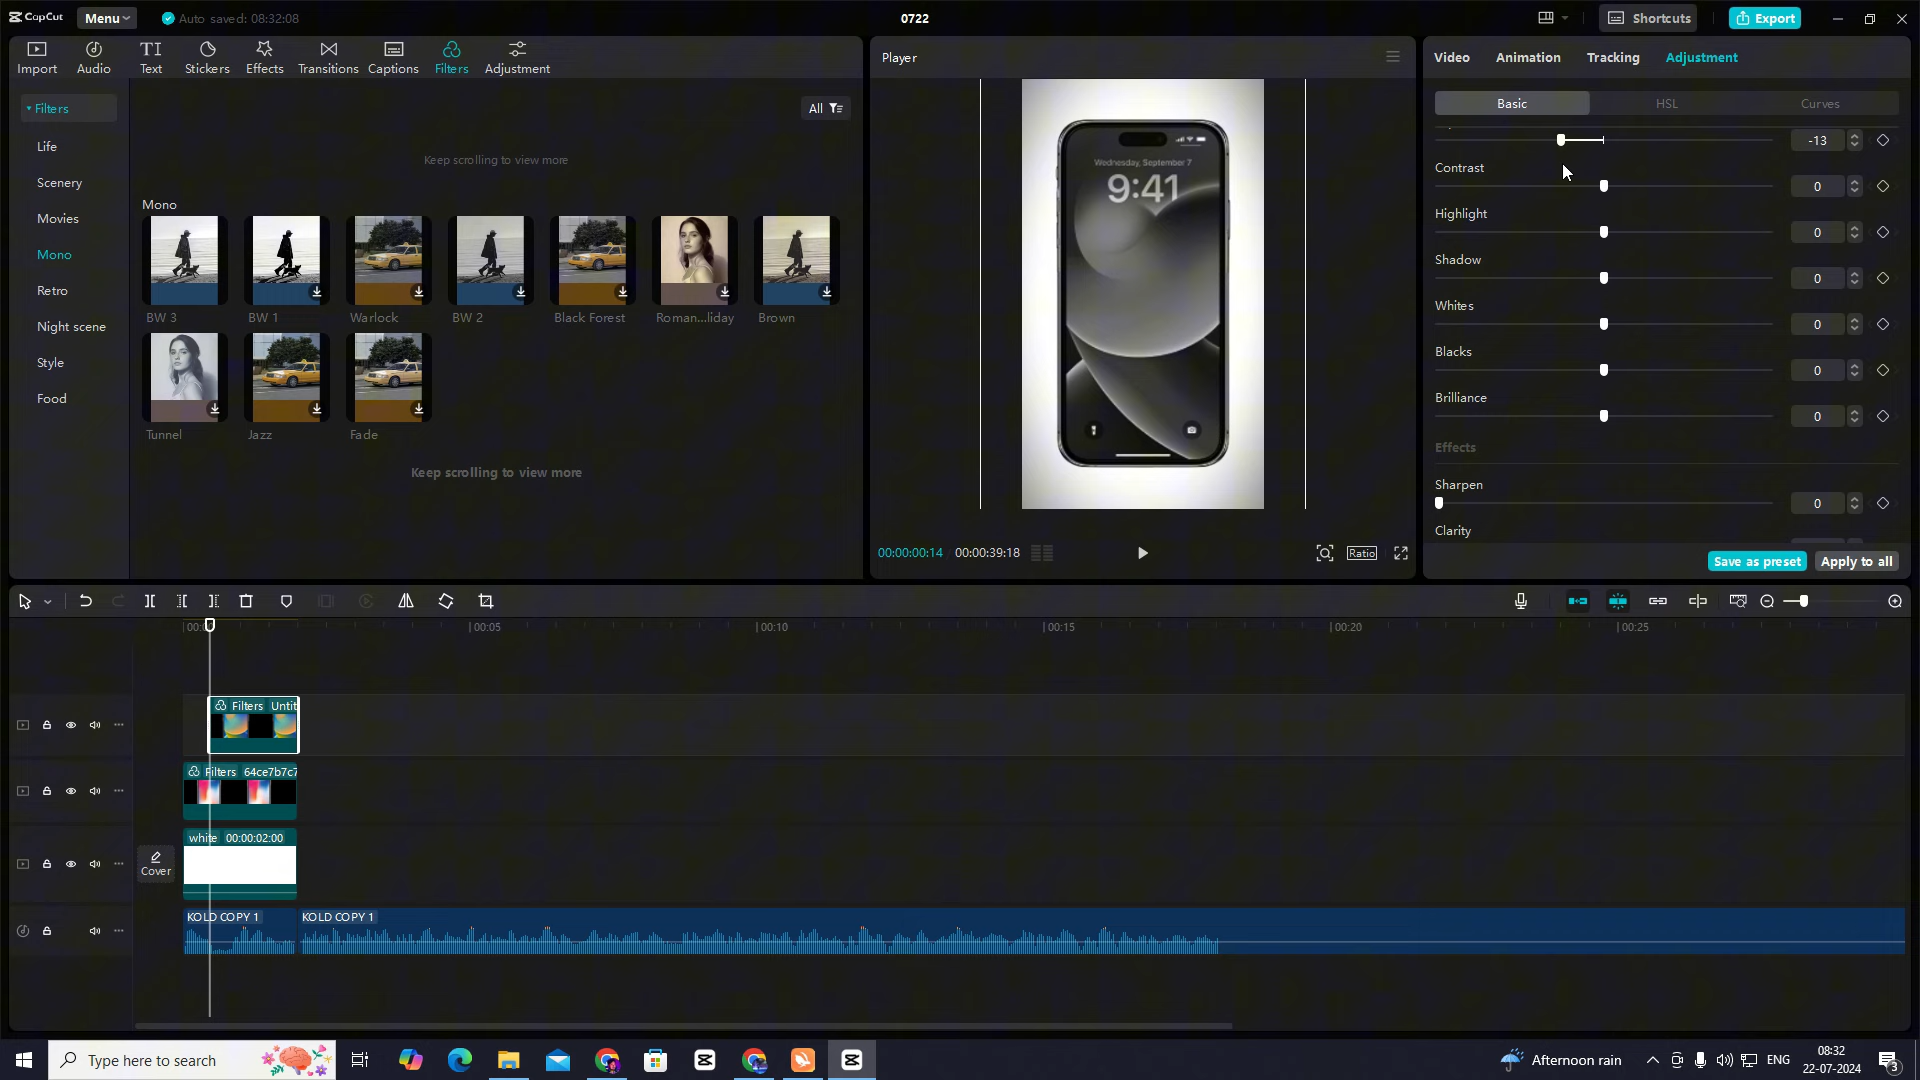 CapCut
Menu
Auto saved: 08:32:08
0722
Shortcuts
Export
Import
Audio
Text
Stickers
Effects
Transitions
Captions
Filters
Adjustment
Filters
Life
Scenery
Movies
Mono
Retro
Night scene
Style
Food
All
Keep scrolling to view more
Mono
BW 3
BW 1
Warlock
BW 2
Black Forest
Roman...liday
Brown
Tunnel
Jazz
Fade
Keep scrolling to view more
Player
Wednesday, September 7
9:41
00:00:00:14
00:00:39:18
Ratio
Video
Animation
Tracking
Adjustment
Basic
HSL
Curves
-13
Contrast
0
Highlight
0
Shadow
0
Whites
0
Blacks
0
Brilliance
0
Effects
Sharpen
0
Clarity
Save as preset
Apply to all
00:05
00:10
00:15
00:20
00:25
Filters Untit
Filters 64ce7b7c7
white 00:00:02:00
Cover
KOLD COPY 1
KOLD COPY 1
Type here to search
Afternoon rain
ENG
08:32
22-07-2024
3